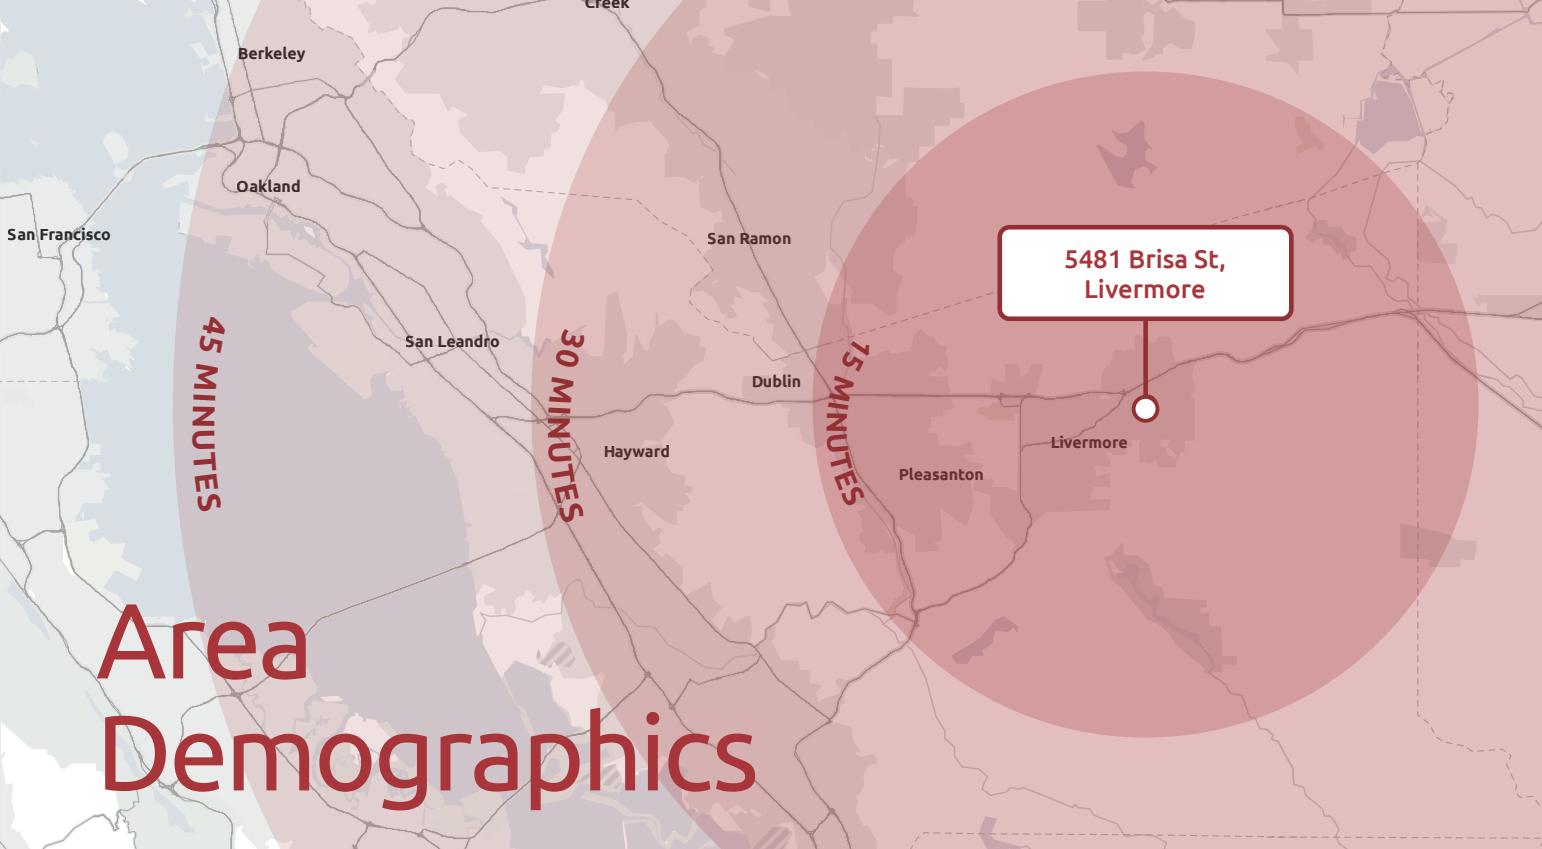 Creek
Berkeley
Oakland
San Francisco
San Ramon
5481 Brisa St,
Livermore
45 MINUTES
30 MINUTES
15 MINUTES
San Leandro
Dublin
Hayward
Livermore
Pleasanton
Area
Demographics